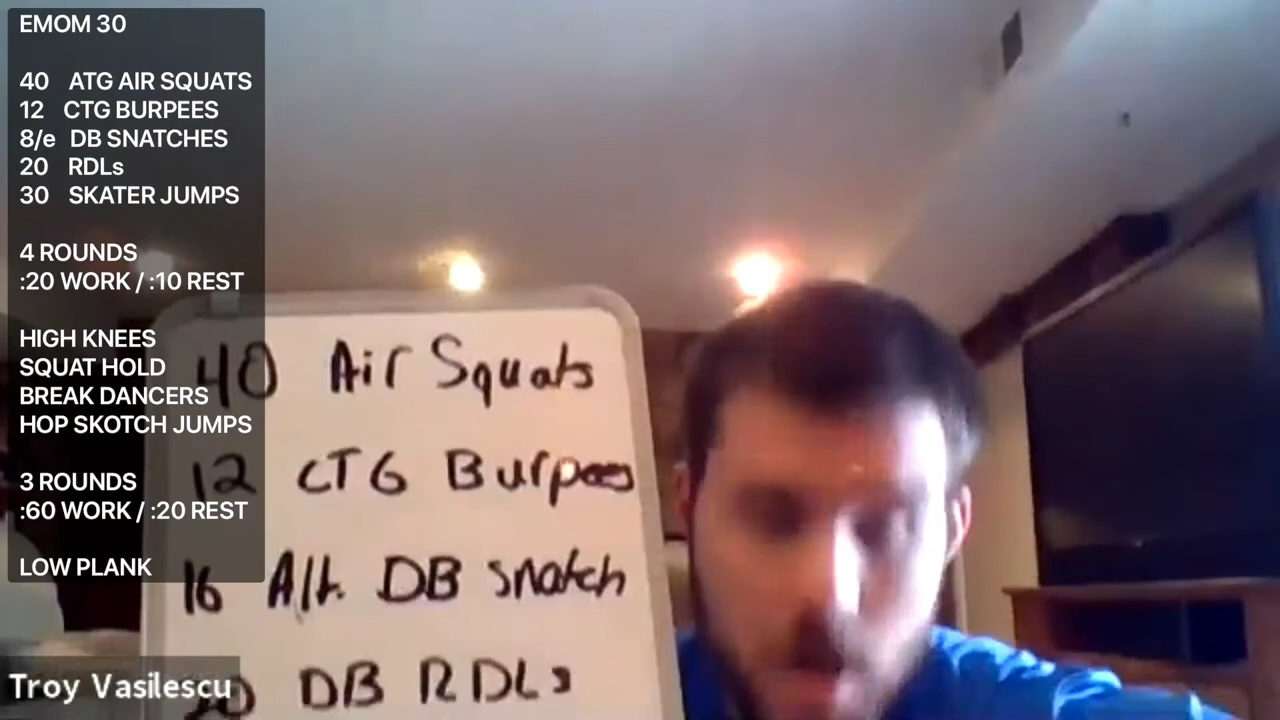 EMOM 30
40 ATG AIR SQUATS
12 CTG BURPEES
8/e DB SNATCHES
20 RDLs
30 SKATER JUMPS
4 ROUNDS
:20 WORK / :10 REST
HIGH KNEES
SQUAT HOLD
BREAK DANCERS
HOP SKOTCH JUMPS
3 ROUNDS
:60 WORK / :20 REST
LOW PLANK
40 Air Squats
12 CTG Burpees
16 Alt. DB snatch
20 DB RDLs
Troy Vasilescu